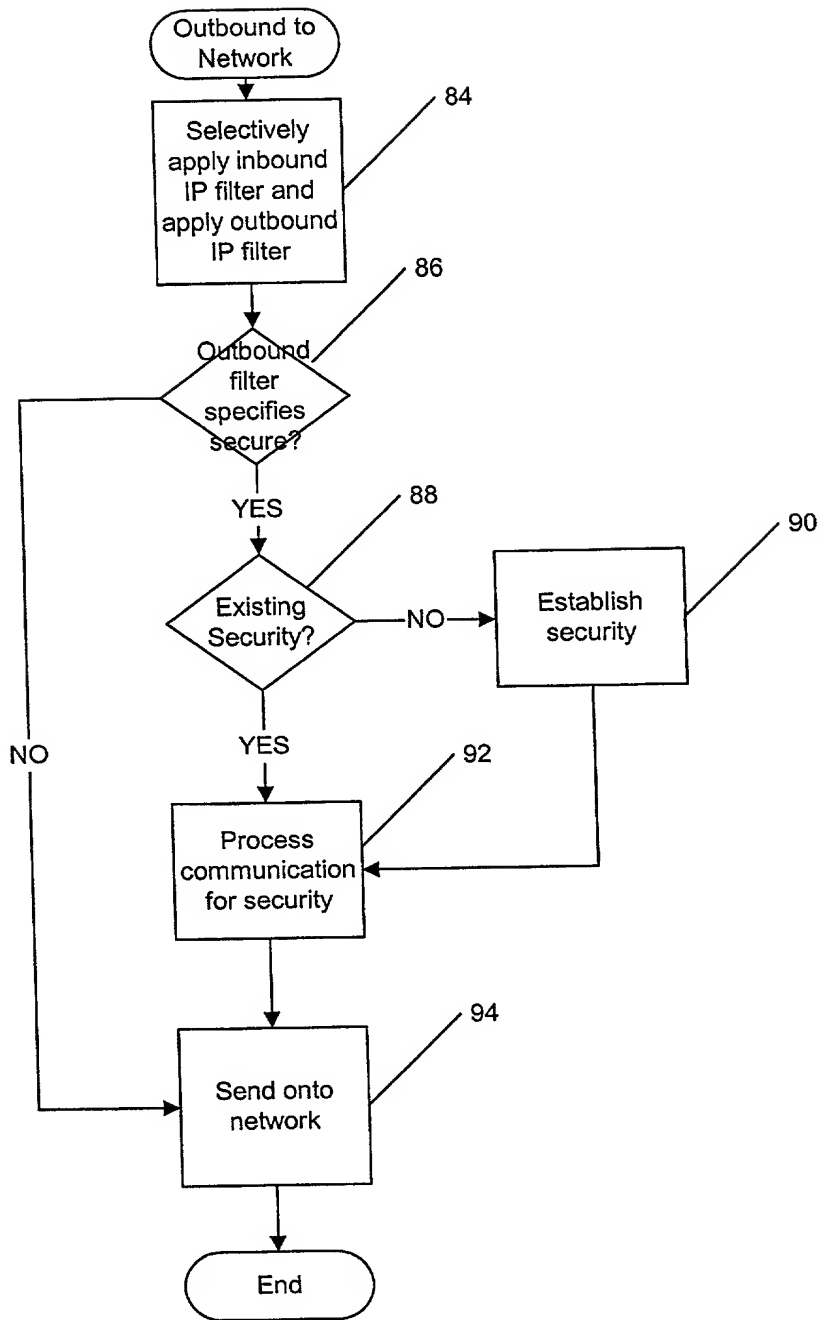 Outbound to
Network
84
Selectively
apply inbound
IP filter and
apply outbound
IP filter
86
Outbound
filter
specifies
secure?
YES
88
90
Existing
Security?
NO
Establish
security
YES
NO
92
Process
communication
for security
94
Send onto
network
End